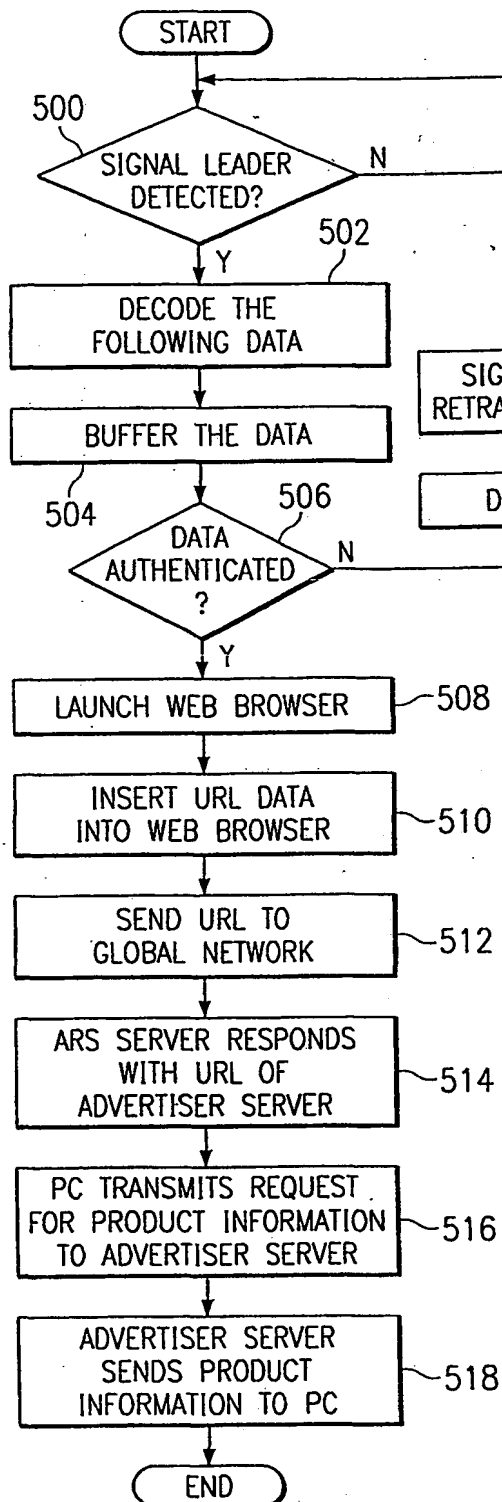 START
500
SIGNAL LEADER
DETECTED?
N
Y
502
DECODE THE
FOLLOWING DATA
BUFFER THE DATA
504
506
DATA
AUTHENTICATED
?
N
Y
LAUNCH WEB BROWSER
508
INSERT URL DATA
INTO WEB BROWSER
510
SEND URL TO
GLOBAL NETWORK
512
ARS SERVER RESPONDS
WITH URL OF
ADVERTISER SERVER
514
PC TRANSMITS REQUEST
FOR PRODUCT INFORMATION
TO ADVERTISER SERVER
516
ADVERTISER SERVER
SENDS PRODUCT
INFORMATION TO PC
518
END
SIG
RETRA
D